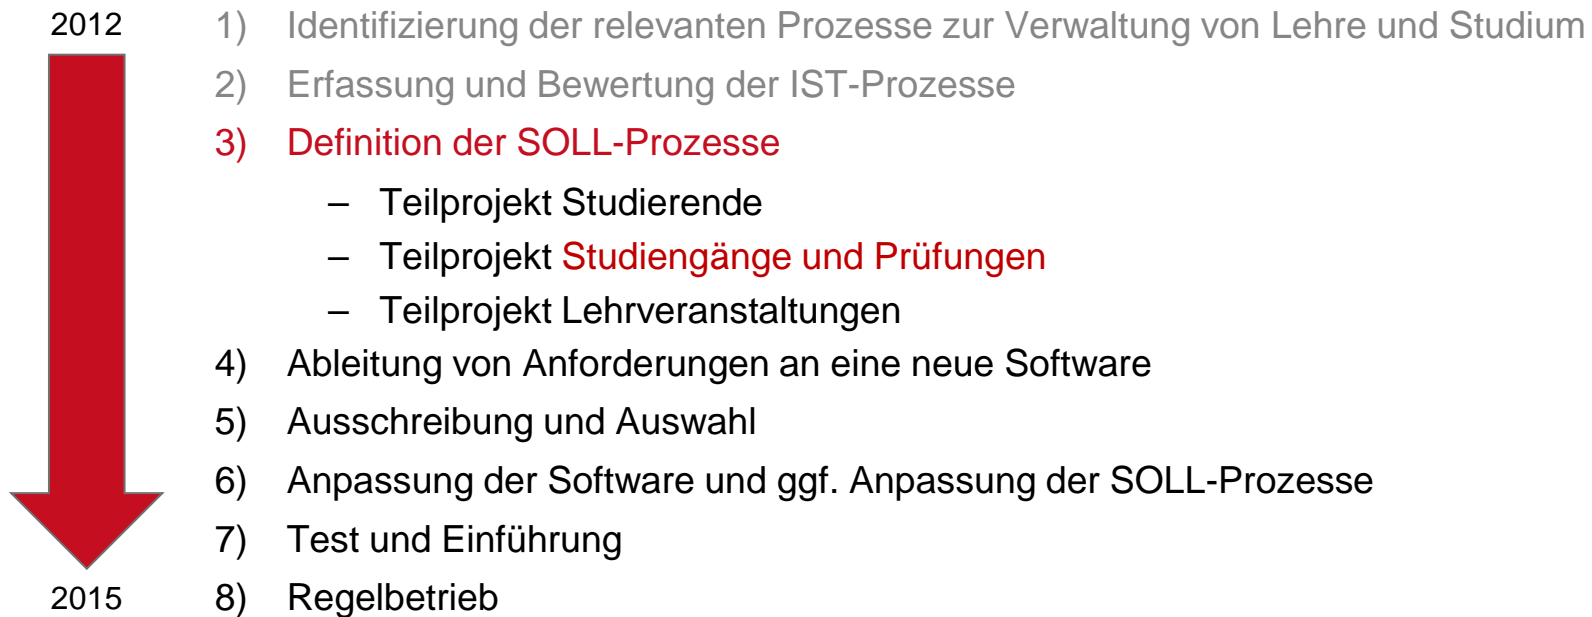 2012 1) Identifizierung der relevanten Prozesse zur Verwaltung von Lehre und Studium
2) Erfassung und Bewertung der IST-Prozesse
3) Definition der SOLL-Prozesse
– Teilprojekt Studierende
– Teilprojekt Studiengänge und Prüfungen
– Teilprojekt Lehrveranstaltungen
4) Ableitung von Anforderungen an eine neue Software
5) Ausschreibung und Auswahl
6) Anpassung der Software und ggf. Anpassung der SOLL-Prozesse
7) Test und Einführung
2015 8) Regelbetrieb